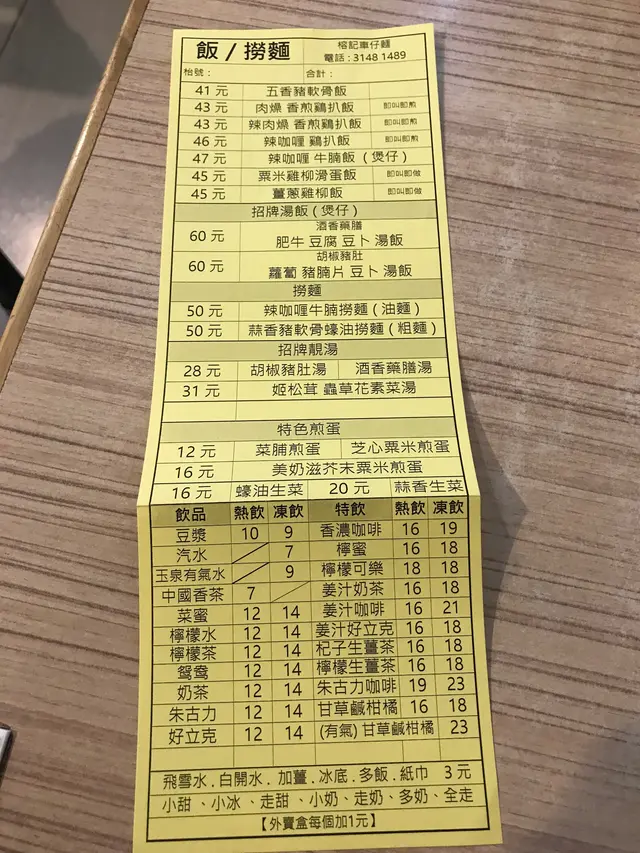 飯 / 撈麵
榕記車仔麵
電話 : 3148 1489
枱號 :
合計 :
41 元 五香豬軟骨飯
43 元 肉燥 香煎鷄扒飯 即叫即煎
43 元 辣肉燥 香煎鷄扒飯 即叫即煎
46 元 辣咖喱 鷄扒飯 即叫即煎
47 元 辣咖喱 牛腩飯 ( 煲仔 )
45 元 粟米雞柳滑蛋飯 即叫即做
45 元 薑蔥雞柳飯 即叫即做
招牌湯飯 ( 煲仔 )
60 元 酒香藥膳
肥牛 豆腐 豆卜 湯飯
60 元 胡椒豬肚
蘿蔔 豬腩片 豆卜 湯飯
撈麵
50 元 辣咖喱牛腩撈麵 ( 油麵 )
50 元 蒜香豬軟骨蠔油撈麵 ( 粗麵 )
招牌靚湯
28 元 胡椒豬肚湯 酒香藥膳湯
31 元 姬松茸 蟲草花素菜湯
特色煎蛋
12 元 菜脯煎蛋 芝心粟米煎蛋
16 元 美奶滋芥末粟米煎蛋
16 元 蠔油生菜 20 元 蒜香生菜
飲品 熱飲 凍飲 特飲 熱飲 凍飲
豆漿 10 9 香濃咖啡 16 19
汽水 7 檸蜜 16 18
玉泉有氣水 9 檸檬可樂 18 18
中國香茶 7 姜汁奶茶 16 18
菜蜜 12 14 姜汁咖啡 16 21
檸檬水 12 14 姜汁好立克 16 18
檸檬茶 12 14 杞子生薑茶 16 18
鴛鴦 12 14 檸檬生薑茶 16 18
奶茶 12 14 朱古力咖啡 19 23
朱古力 12 14 甘草鹹柑橘 16 18
好立克 12 14 (有氣) 甘草鹹柑橘 23
飛雪水 . 白開水 . 加薑 . 冰底 . 多飯 . 紙巾 3 元
小甜 、小冰 、走甜 、小奶、走奶、多奶、全走
【外賣盒每個加1元】